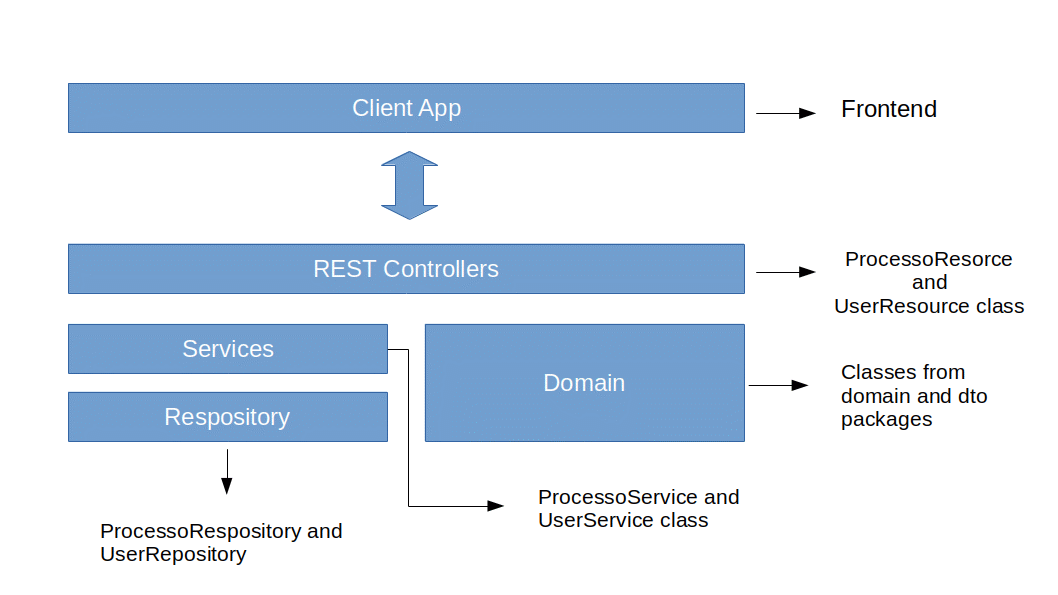 Client App
Frontend
REST Controllers
ProcessoResorce
and
UserResource class
Services
Domain
Classes from
domain and dto
packages
Respository
ProcessoService and
UserService class
ProcessoRespository and
UserRepository